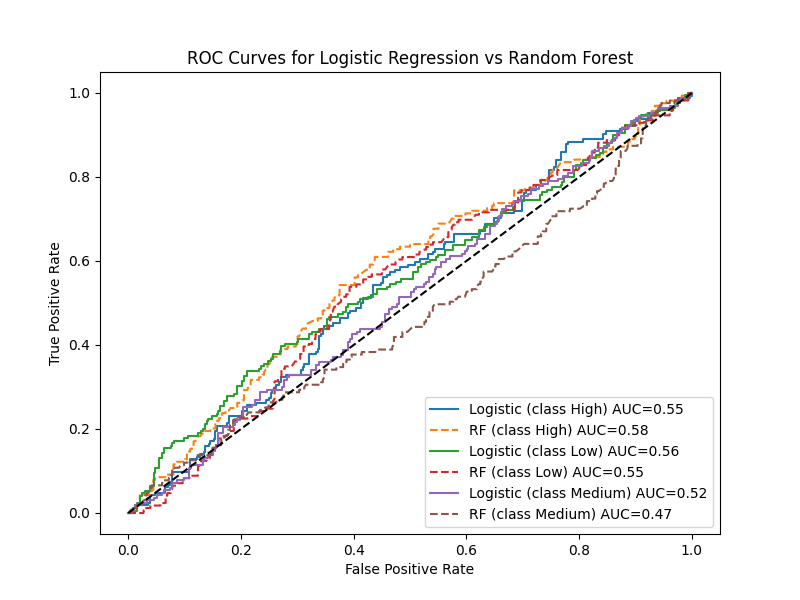 ROC Curves for Logistic Regression vs Random Forest
True Positive Rate
1.0
0.8
0.6
0.4
0.2
0.0
Logistic (class High) AUC=0.55
RF (class High) AUC=0.58
Logistic (class Low) AUC=0.56
RF (class Low) AUC=0.55
Logistic (class Medium) AUC=0.52
RF (class Medium) AUC=0.47
0.0 0.2 0.4 0.6 0.8 1.0
False Positive Rate